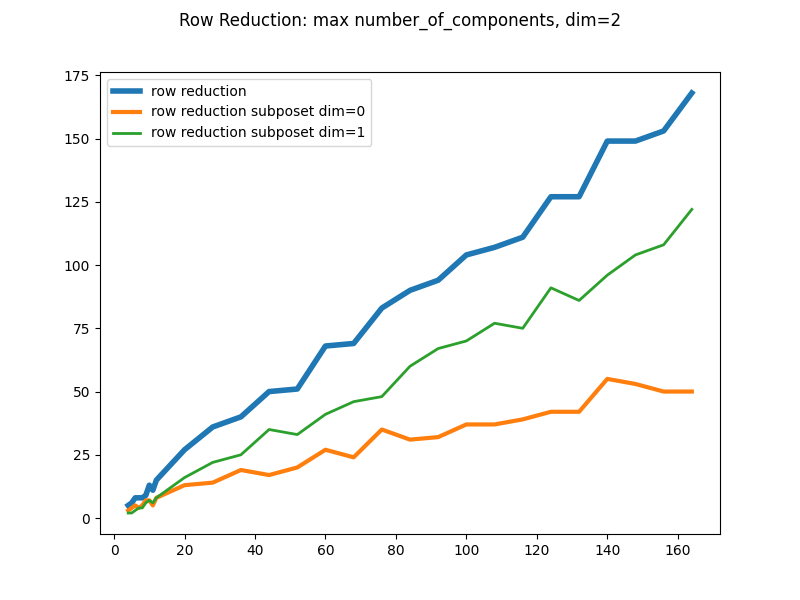 Row Reduction: max number_of_components, dim=2
175
150
125
100
75
50
25
0
row reduction
row reduction subposet dim=0
row reduction subposet dim=1
0 20 40 60 80 100 120 140 160